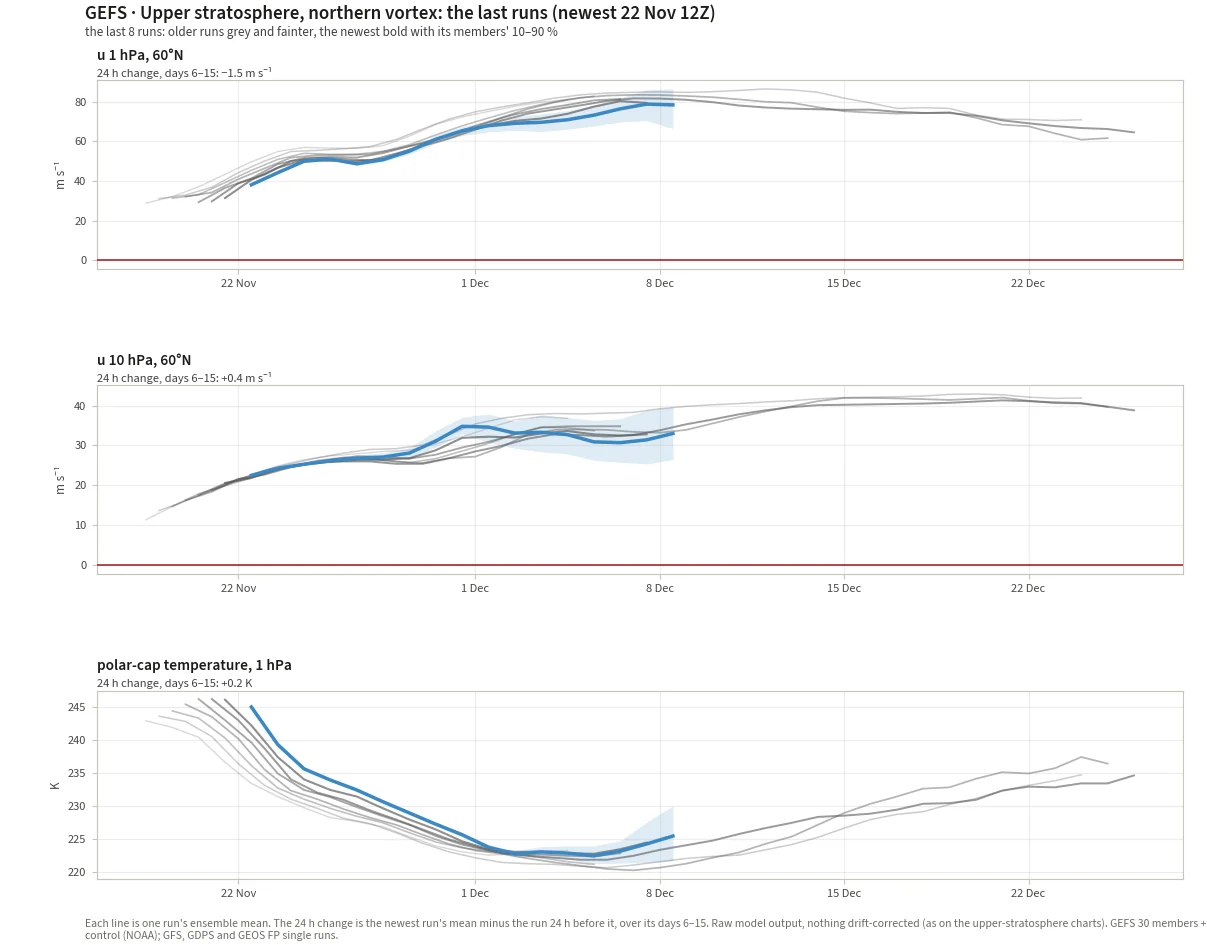 GEFS · Upper stratosphere, northern vortex: the last runs (newest 22 Nov 12Z)
the last 8 runs: older runs grey and fainter, the newest bold with its members' 10–90 %
u 1 hPa, 60°N
24 h change, days 6–15: −1.5 m s⁻¹
80
60
40
20
0
m s⁻¹
22 Nov
1 Dec
8 Dec
15 Dec
22 Dec
u 10 hPa, 60°N
24 h change, days 6–15: +0.4 m s⁻¹
40
30
20
10
0
m s⁻¹
22 Nov
1 Dec
8 Dec
15 Dec
22 Dec
polar-cap temperature, 1 hPa
24 h change, days 6–15: +0.2 K
245
240
235
230
225
220
K
22 Nov
1 Dec
8 Dec
15 Dec
22 Dec
Each line is one run's ensemble mean. The 24 h change is the newest run's mean minus the run 24 h before it, over its days 6–15. Raw model output, nothing drift-corrected (as on the upper-stratosphere charts). GEFS 30 members +
control (NOAA); GFS, GDPS and GEOS FP single runs.